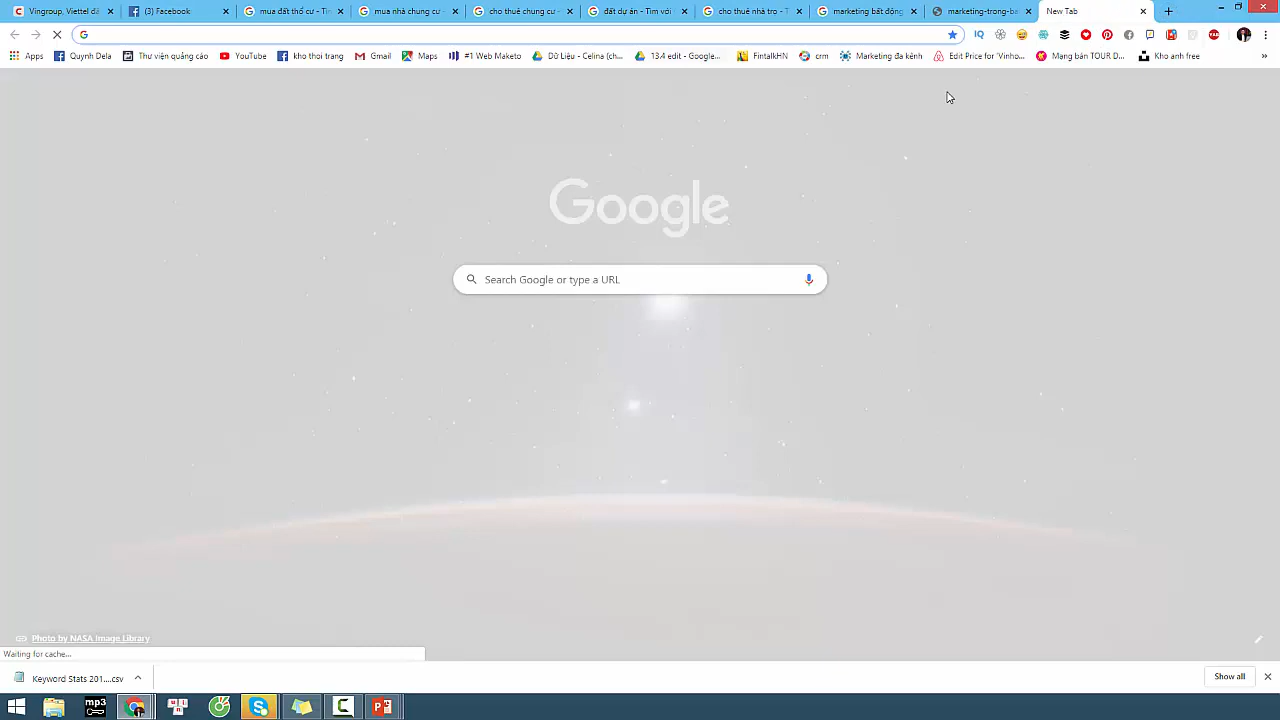 Vingroup, Viettel đầ
(3) Facebook
mua đất thổ cư - Tìn
mua nhà chung cư -
cho thuê chung cư -
đất dự án - Tìm với
cho thuê nhà trọ - T
marketing bất động
marketing-trong-ba
New Tab
Apps
Quynh Dela
Thư viện quảng cáo
YouTube
kho thoi trang
Gmail
Maps
#1 Web Maketo
Dữ Liệu - Celina (ch...
13.4 edit - Google...
FintalkHN
crm
Marketing đa kênh
Edit Price for 'Vinho...
Mạng bán TOUR D...
Kho ảnh free
»
Google
Search Google or type a URL
Photo by NASA Image Library
Waiting for cache...
Keyword Stats 201....csv
Show all